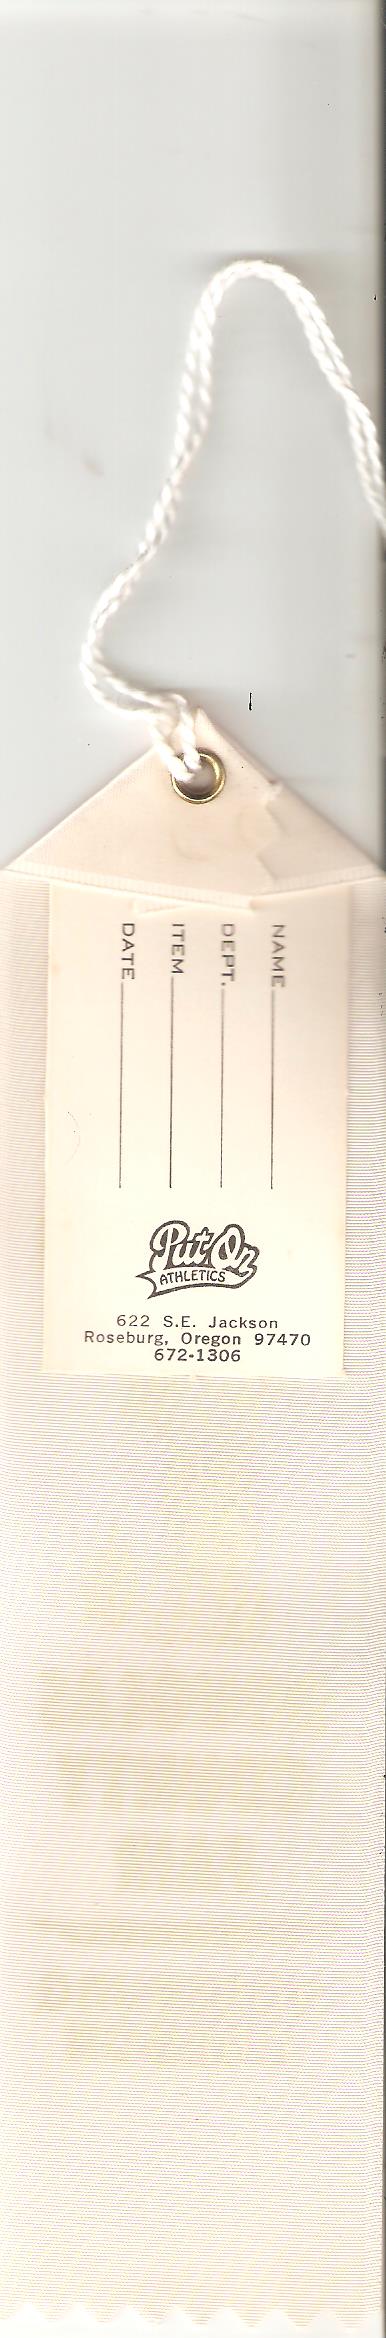 NAME
DEPT.
ITEM
DATE
Put On
ATHLETICS
622 S.E. Jackson
Roseburg, Oregon 97470
672-1306